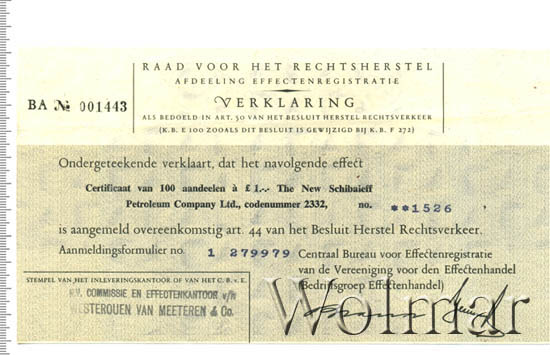 RAAD VOOR HET RECHTSHERSTEL
AFDEELING EFFECTENREGISTRATIE
VERKLARING
BA № 001443
ALS BEDOELD IN ART. 50 VAN HET BESLUIT HERSTEL RECHTSVERKEER
(K.B. E 100 ZOOALS DIT BESLUIT IS GEWIJZIGD BIJ K.B. F 272)
Ondergeteekende verklaart, dat het navolgende effect
Certificaat van 100 aandeelen à £ 1.-- The New Schibaieff
Petroleum Company Ltd., codenummer 2332, no. **1526
is aangemeld overeenkomstig art. 44 van het Besluit Herstel Rechtsverkeer.
Aanmeldingsformulier no. 1 279979
Centraal Bureau voor Effectenregistratie
van de Vereeniging voor den Effectenhandel
(Bedrijfsgroep Effectenhandel)
STEMPEL VAN HET INLEVERINGSKANTOOR OF VAN HET C. B. v. E.
N.V. COMMISSIE EN EFFECTENKANTOOR v/h
WESTEROUEN VAN MEETEREN & Co.
Wolmar